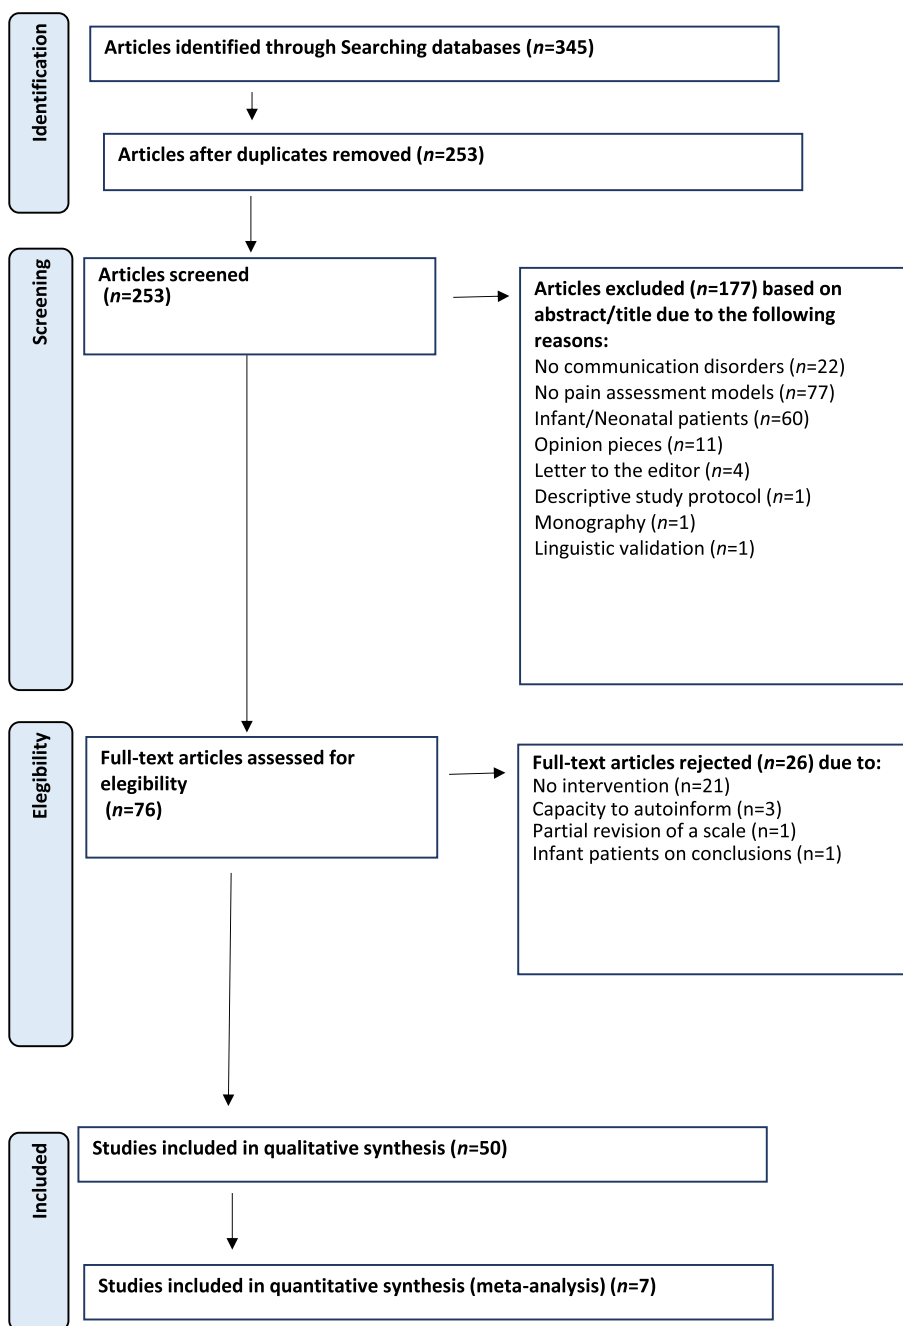 Identification
Articles identified through Searching databases (n=345)
Articles after duplicates removed (n=253)
Screening
Articles screened
(n=253)
Articles excluded (n=177) based on
abstract/title due to the following
reasons:
No communication disorders (n=22)
No pain assessment models (n=77)
Infant/Neonatal patients (n=60)
Opinion pieces (n=11)
Letter to the editor (n=4)
Descriptive study protocol (n=1)
Monography (n=1)
Linguistic validation (n=1)
Elegibility
Full-text articles assessed for
elegibility
(n=76)
Full-text articles rejected (n=26) due to:
No intervention (n=21)
Capacity to autoinform (n=3)
Partial revision of a scale (n=1)
Infant patients on conclusions (n=1)
Included
Studies included in qualitative synthesis (n=50)
Studies included in quantitative synthesis (meta-analysis) (n=7)